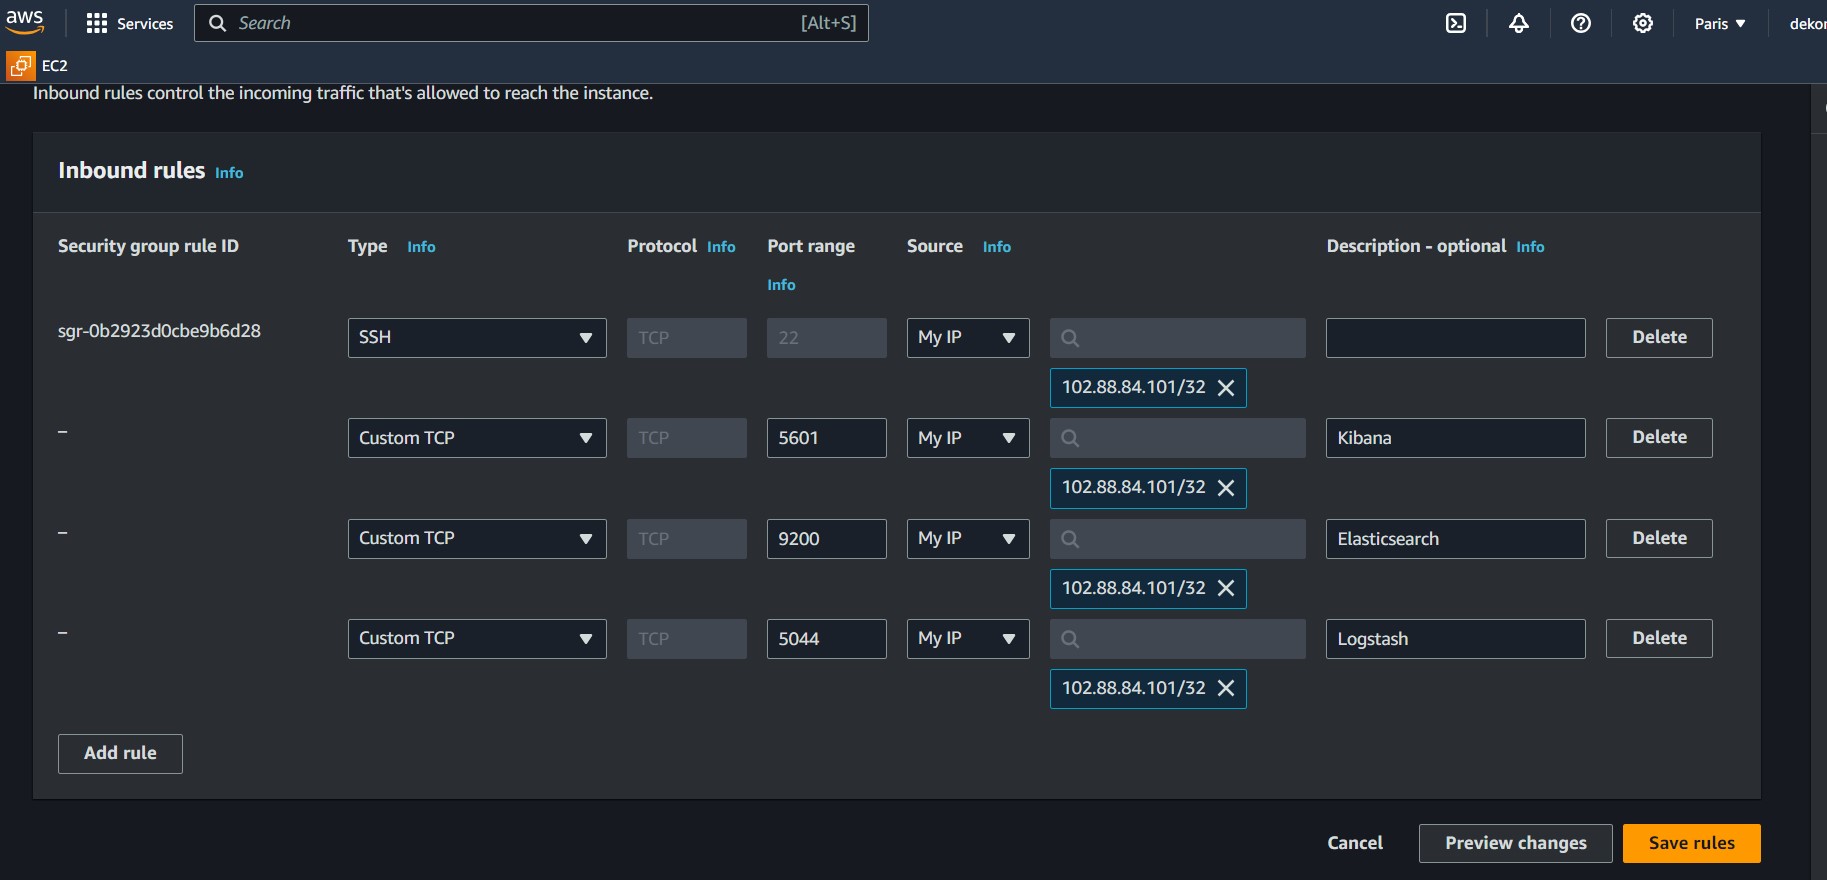 aws
Services
Search [Alt+S]
Paris
dekor
EC2
Inbound rules control the incoming traffic that's allowed to reach the instance.
Inbound rules Info
Security group rule ID
Type Info
Protocol Info
Port range
Info
Source Info
Description - optional Info
sgr-0b2923d0cbe9b6d28
SSH
TCP
22
My IP
Delete
102.88.84.101/32
–
Custom TCP
TCP
5601
My IP
Kibana
Delete
102.88.84.101/32
–
Custom TCP
TCP
9200
My IP
Elasticsearch
Delete
102.88.84.101/32
–
Custom TCP
TCP
5044
My IP
Logstash
Delete
102.88.84.101/32
Add rule
Cancel
Preview changes
Save rules